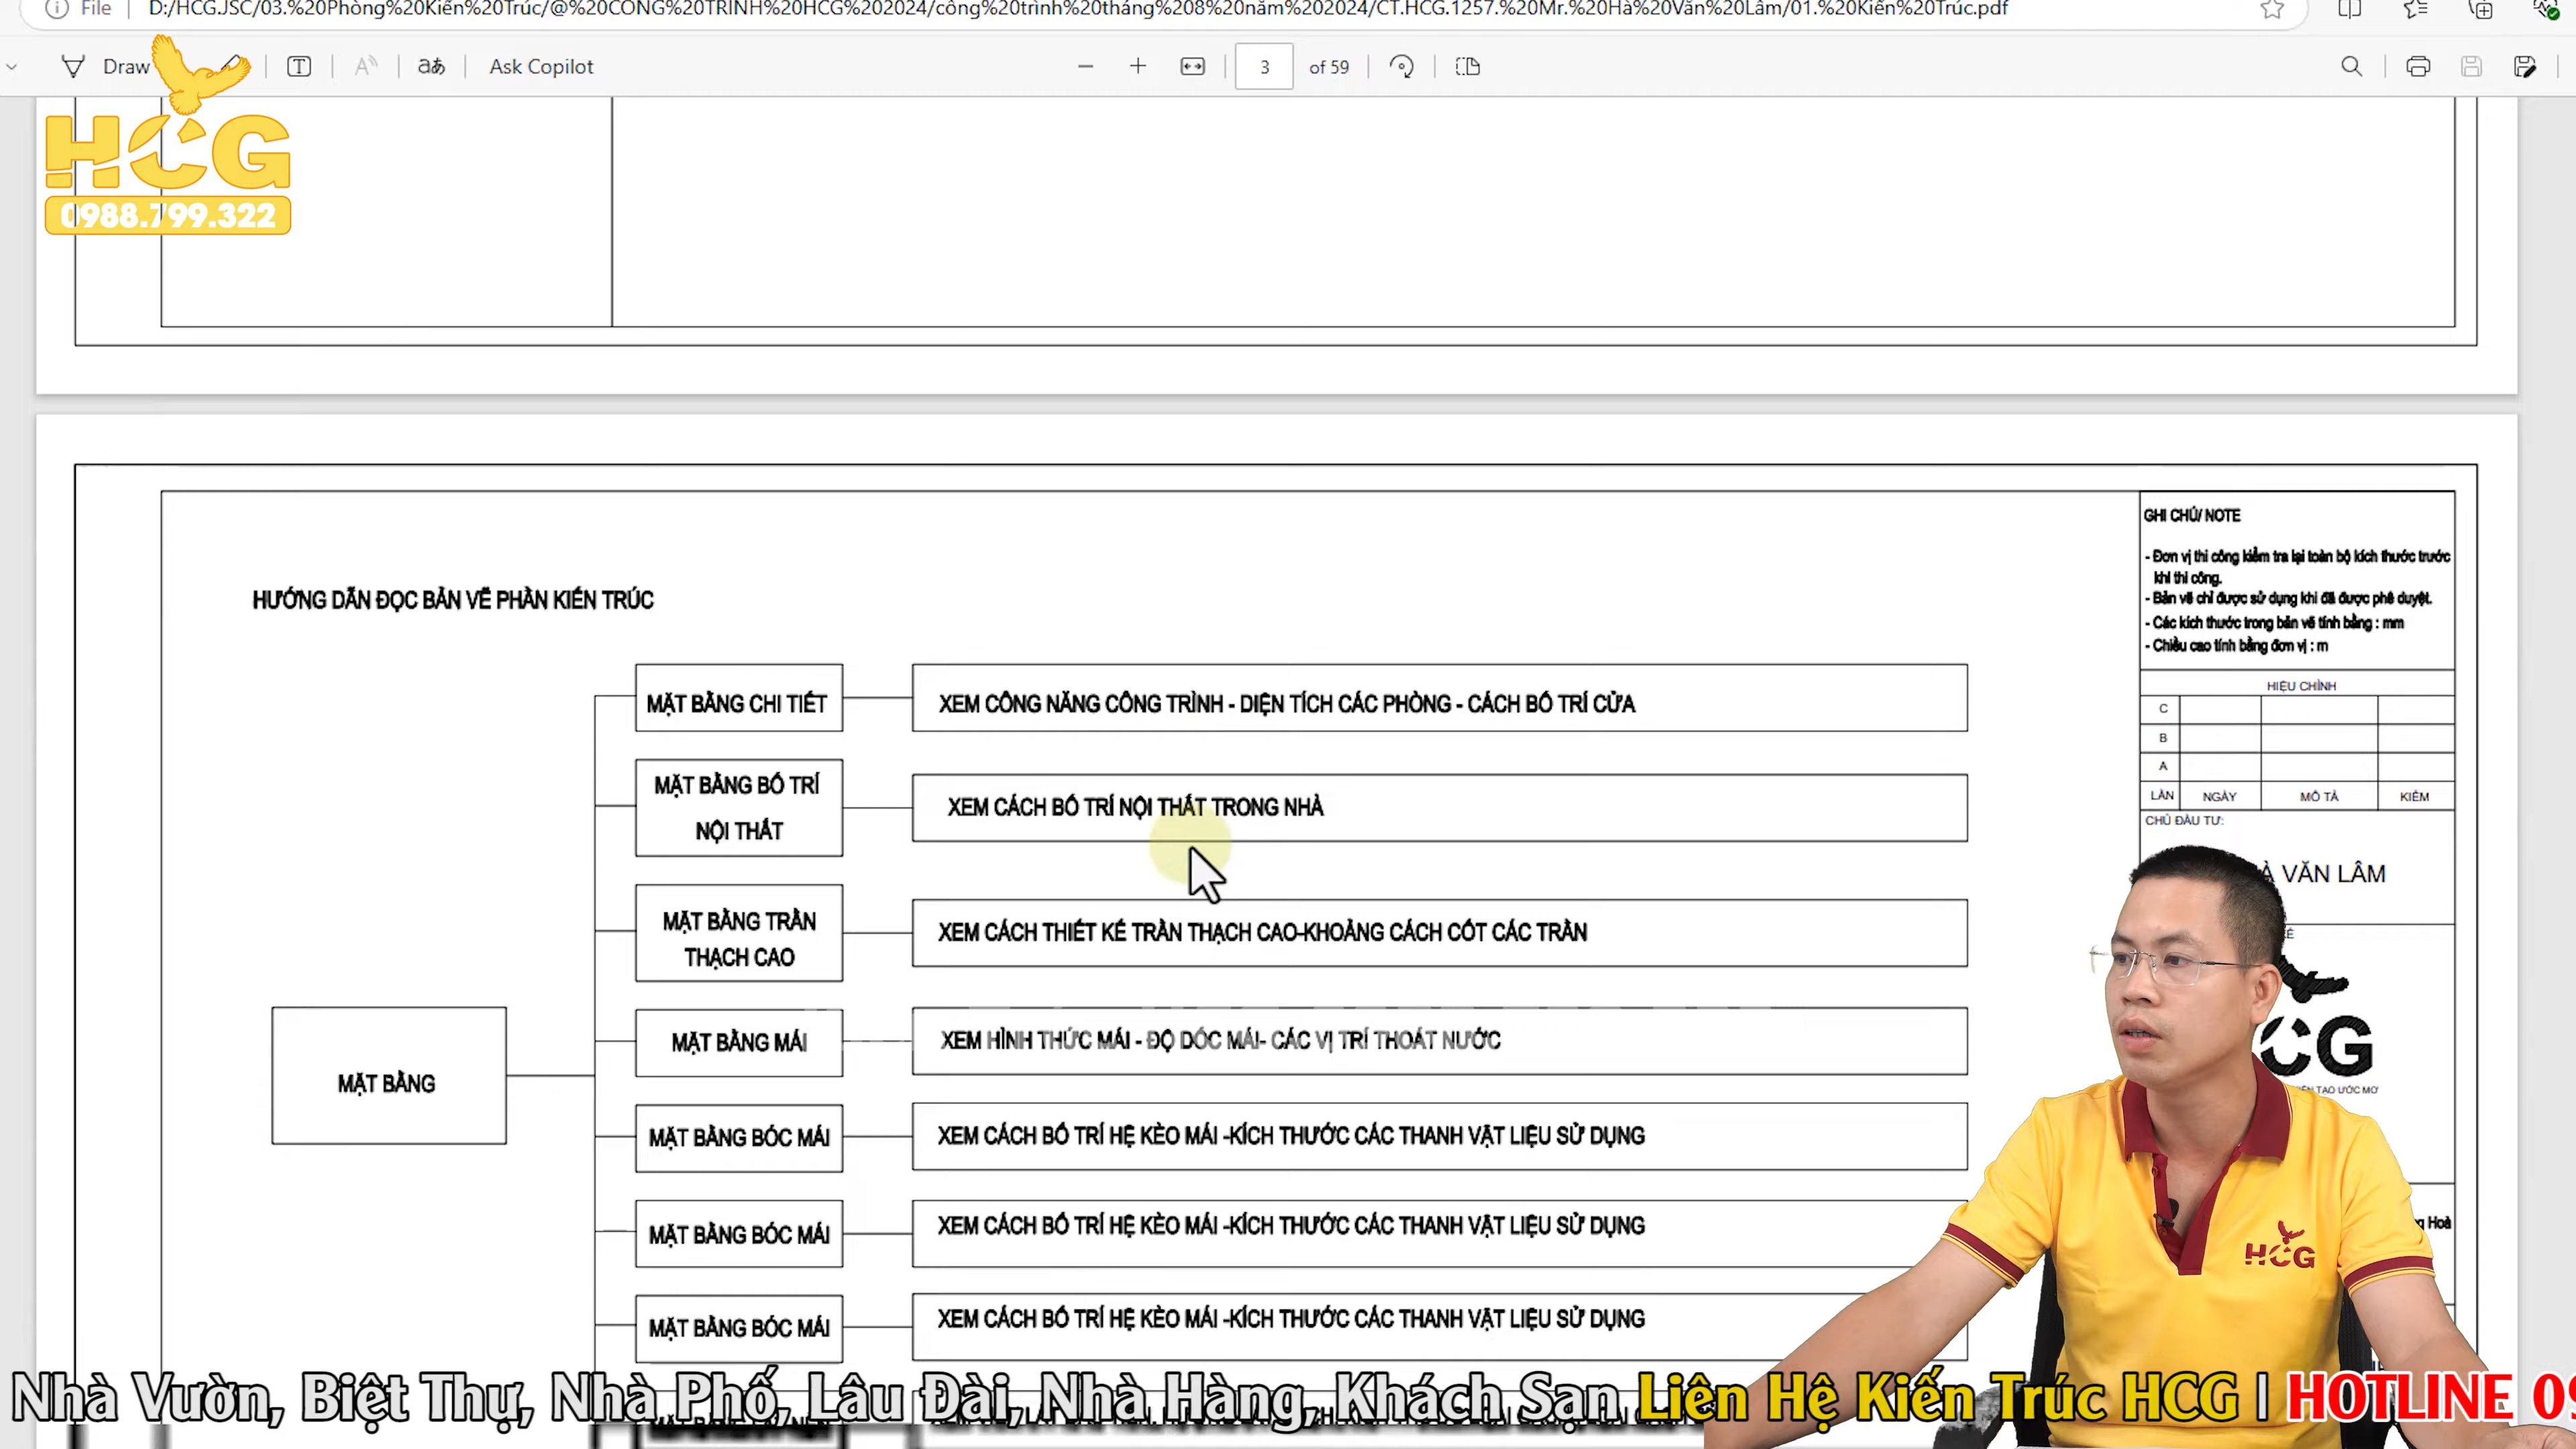 File
D:/HCG.JSC/03.%20Phòng%20Kiến%20Trúc/@%20CÔNG%20TRÌNH%20HCG%202024/công%20trình%20tháng%208%20năm%202024/CT.HCG.1257.%20Mr.%20Hà%20Văn%20Lâm/01.%20Kiến%20Trúc.pdf
Draw
Ask Copilot
3 of 59
HCG
0988.799.322
HƯỚNG DẪN ĐỌC BẢN VẼ PHẦN KIẾN TRÚC
MẶT BẰNG
MẶT BẰNG CHI TIẾT
XEM CÔNG NĂNG CÔNG TRÌNH - DIỆN TÍCH CÁC PHÒNG - CÁCH BỐ TRÍ CỬA
MẶT BẰNG BỐ TRÍ
NỘI THẤT
XEM CÁCH BỐ TRÍ NỘI THẤT TRONG NHÀ
MẶT BẰNG TRẦN
THẠCH CAO
XEM CÁCH THIẾT KẾ TRẦN THẠCH CAO-KHOẢNG CÁCH CỐT CÁC TRẦN
MẶT BẰNG MÁI
XEM HÌNH THỨC MÁI - ĐỘ DỐC MÁI- CÁC VỊ TRÍ THOÁT NƯỚC
MẶT BẰNG BÓC MÁI
XEM CÁCH BỐ TRÍ HỆ KÈO MÁI -KÍCH THƯỚC CÁC THANH VẬT LIỆU SỬ DỤNG
MẶT BẰNG BÓC MÁI
XEM CÁCH BỐ TRÍ HỆ KÈO MÁI -KÍCH THƯỚC CÁC THANH VẬT LIỆU SỬ DỤNG
MẶT BẰNG BÓC MÁI
XEM CÁCH BỐ TRÍ HỆ KÈO MÁI -KÍCH THƯỚC CÁC THANH VẬT LIỆU SỬ DỤNG
GHI CHÚ/ NOTE
- Đơn vị thi công kiểm tra lại toàn bộ kích thước trước
khi thi công.
- Bản vẽ chỉ được sử dụng khi đã được phê duyệt.
- Các kích thước trong bản vẽ tính bằng : mm
- Chiều cao tính bằng đơn vị : m
HIỆU CHỈNH
C
B
A
LẦN NGÀY MÔ TẢ KIỂM
CHỦ ĐẦU TƯ:
VĂN LÂM
CG
TẠO ƯỚC MƠ
Hoà
HCG
Nhà Vườn, Biệt Thự, Nhà Phố, Lâu Đài, Nhà Hàng, Khách Sạn Liên Hệ Kiến Trúc HCG | HOTLINE 09